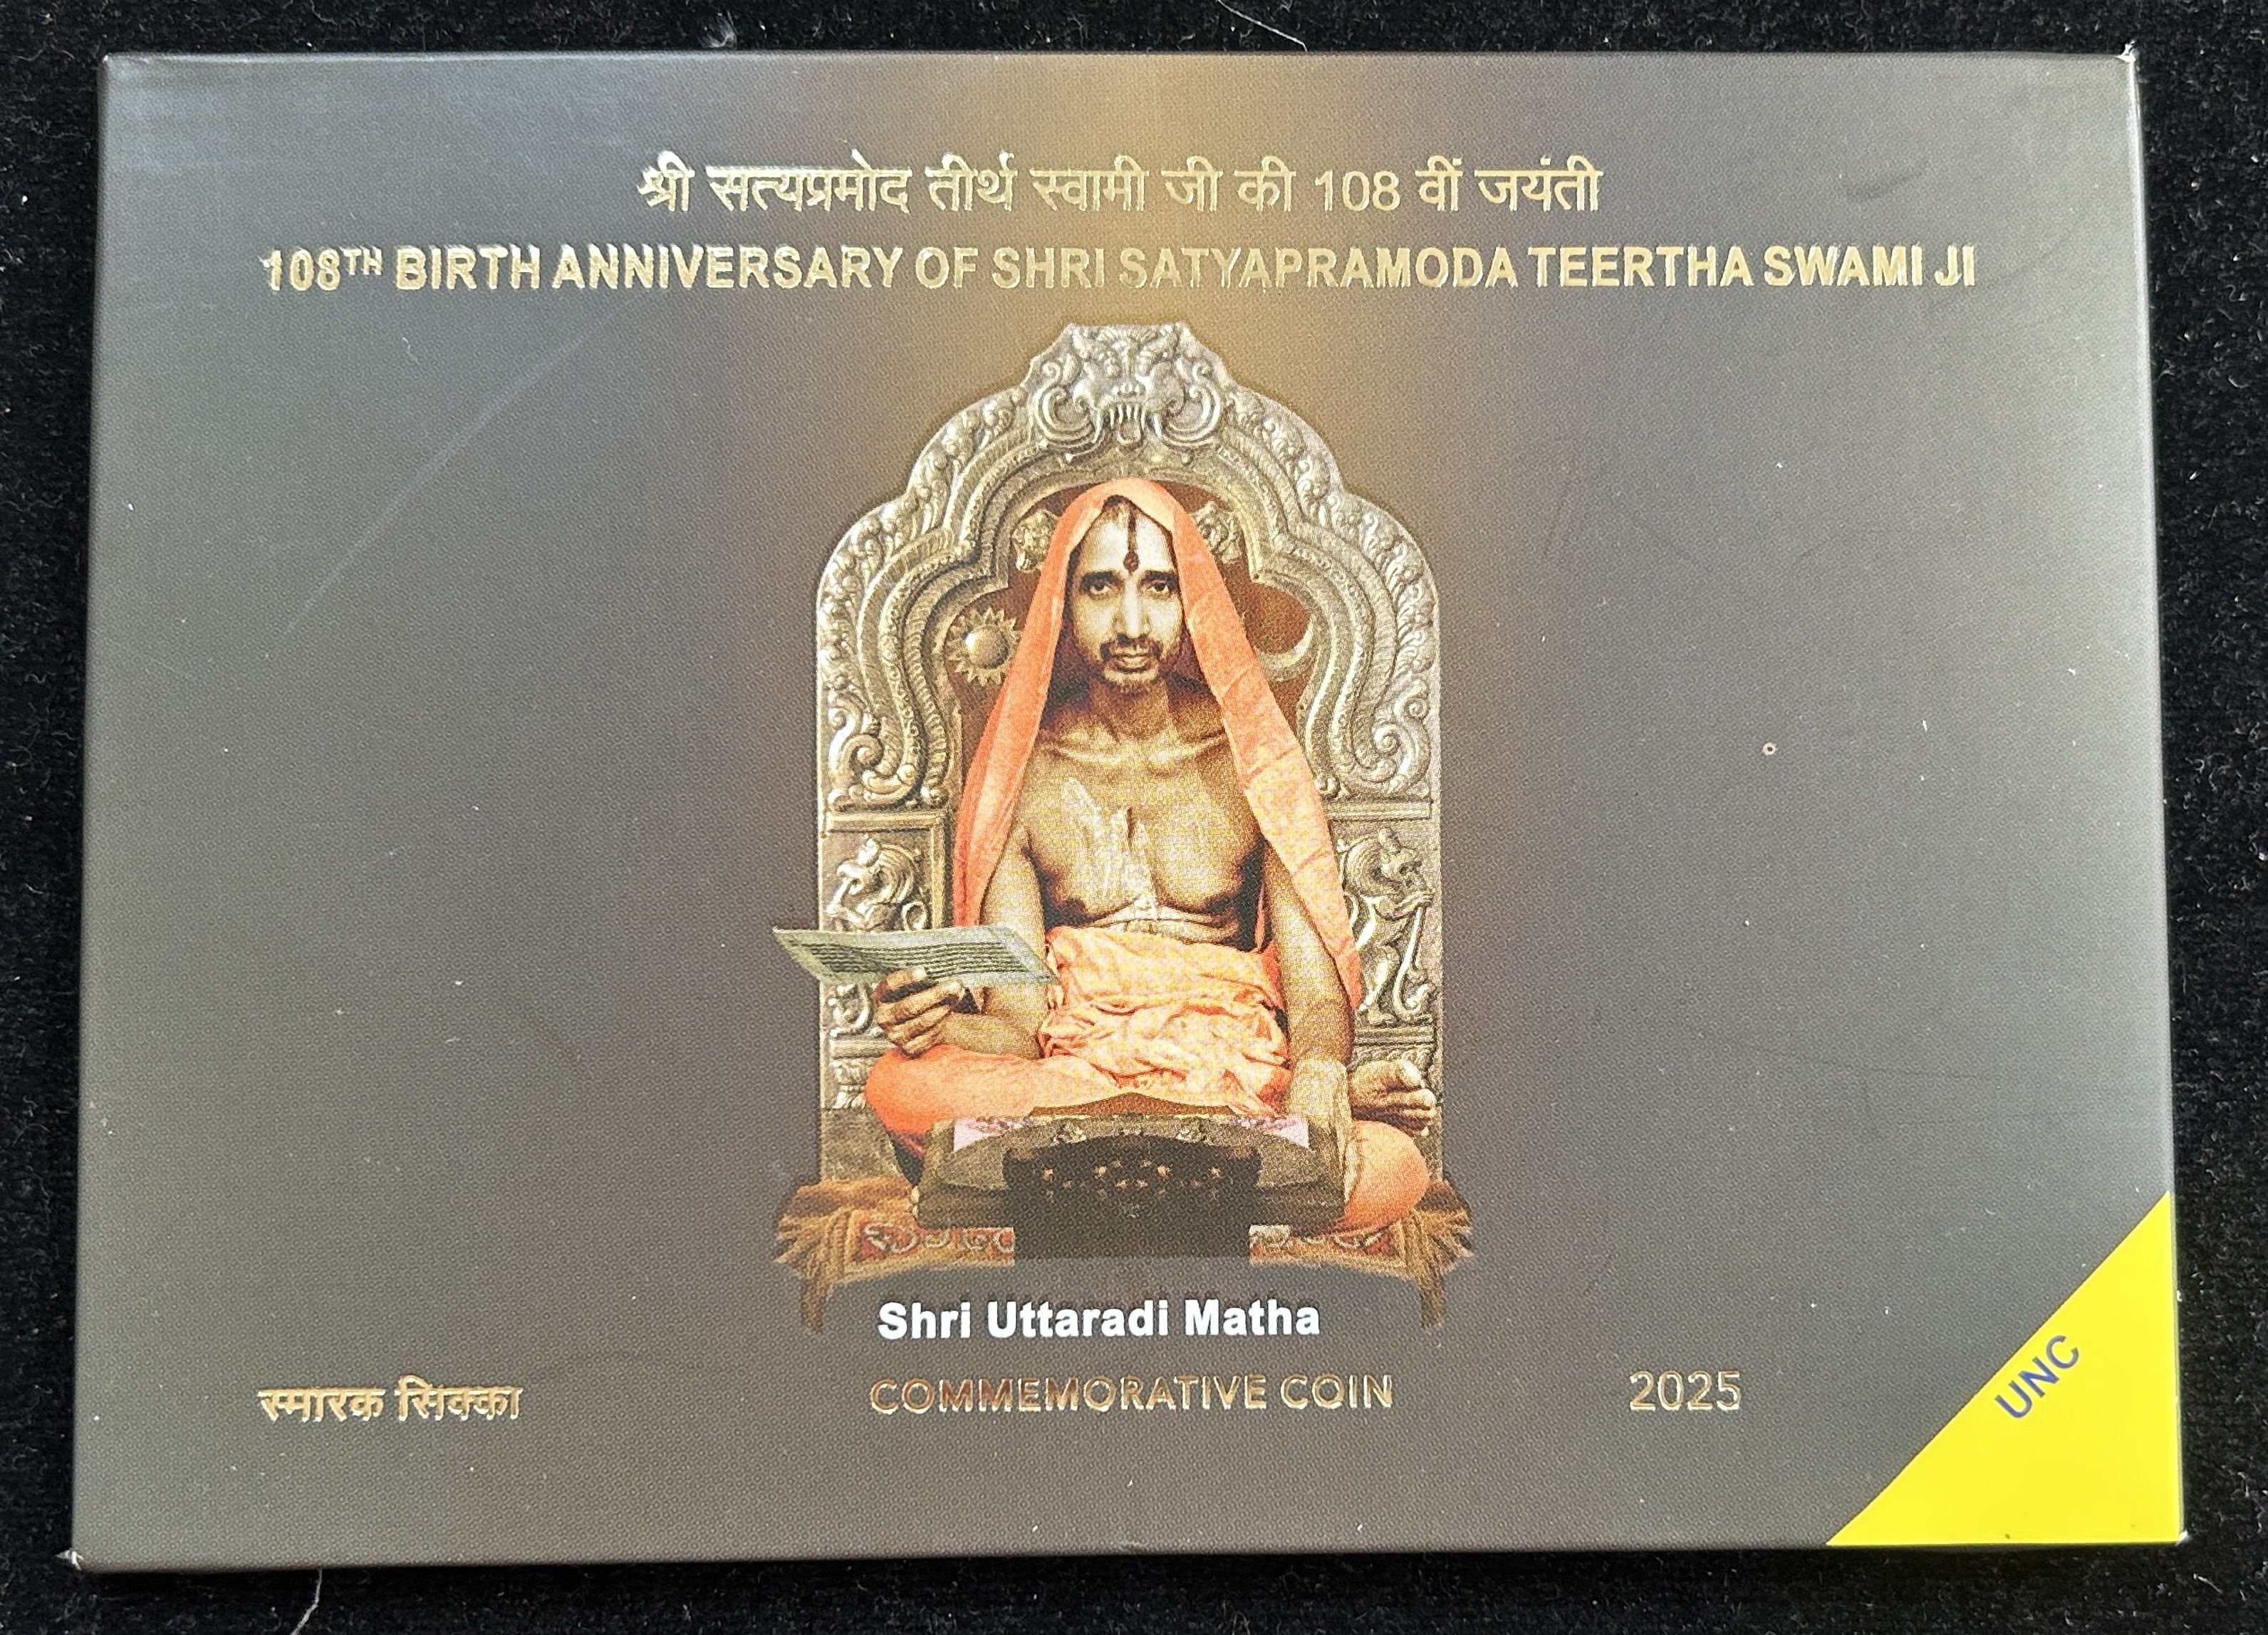 श्री सत्यप्रमोद तीर्थ स्वामी जी की 108 वीं जयंती
108TH BIRTH ANNIVERSARY OF SHRI SATYAPRAMODA TEERTHA SWAMI JI
Shri Uttaradi Matha
स्मारक सिक्का COMMEMORATIVE COIN 2025
UNC